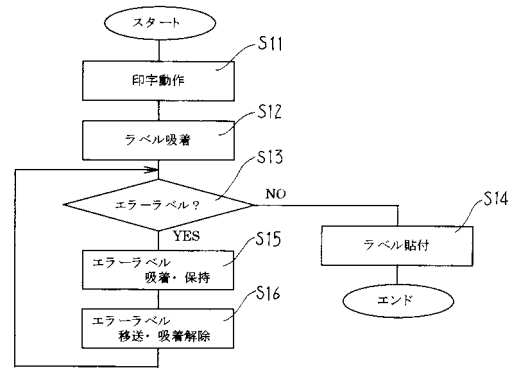 スタート
S11
印字動作
S12
ラベル吸着
S13
エラーラベル？
NO
S14
ラベル貼付
エンド
YES
S15
エラーラベル
吸着・保持
S16
エラーラベル
移送・吸着解除